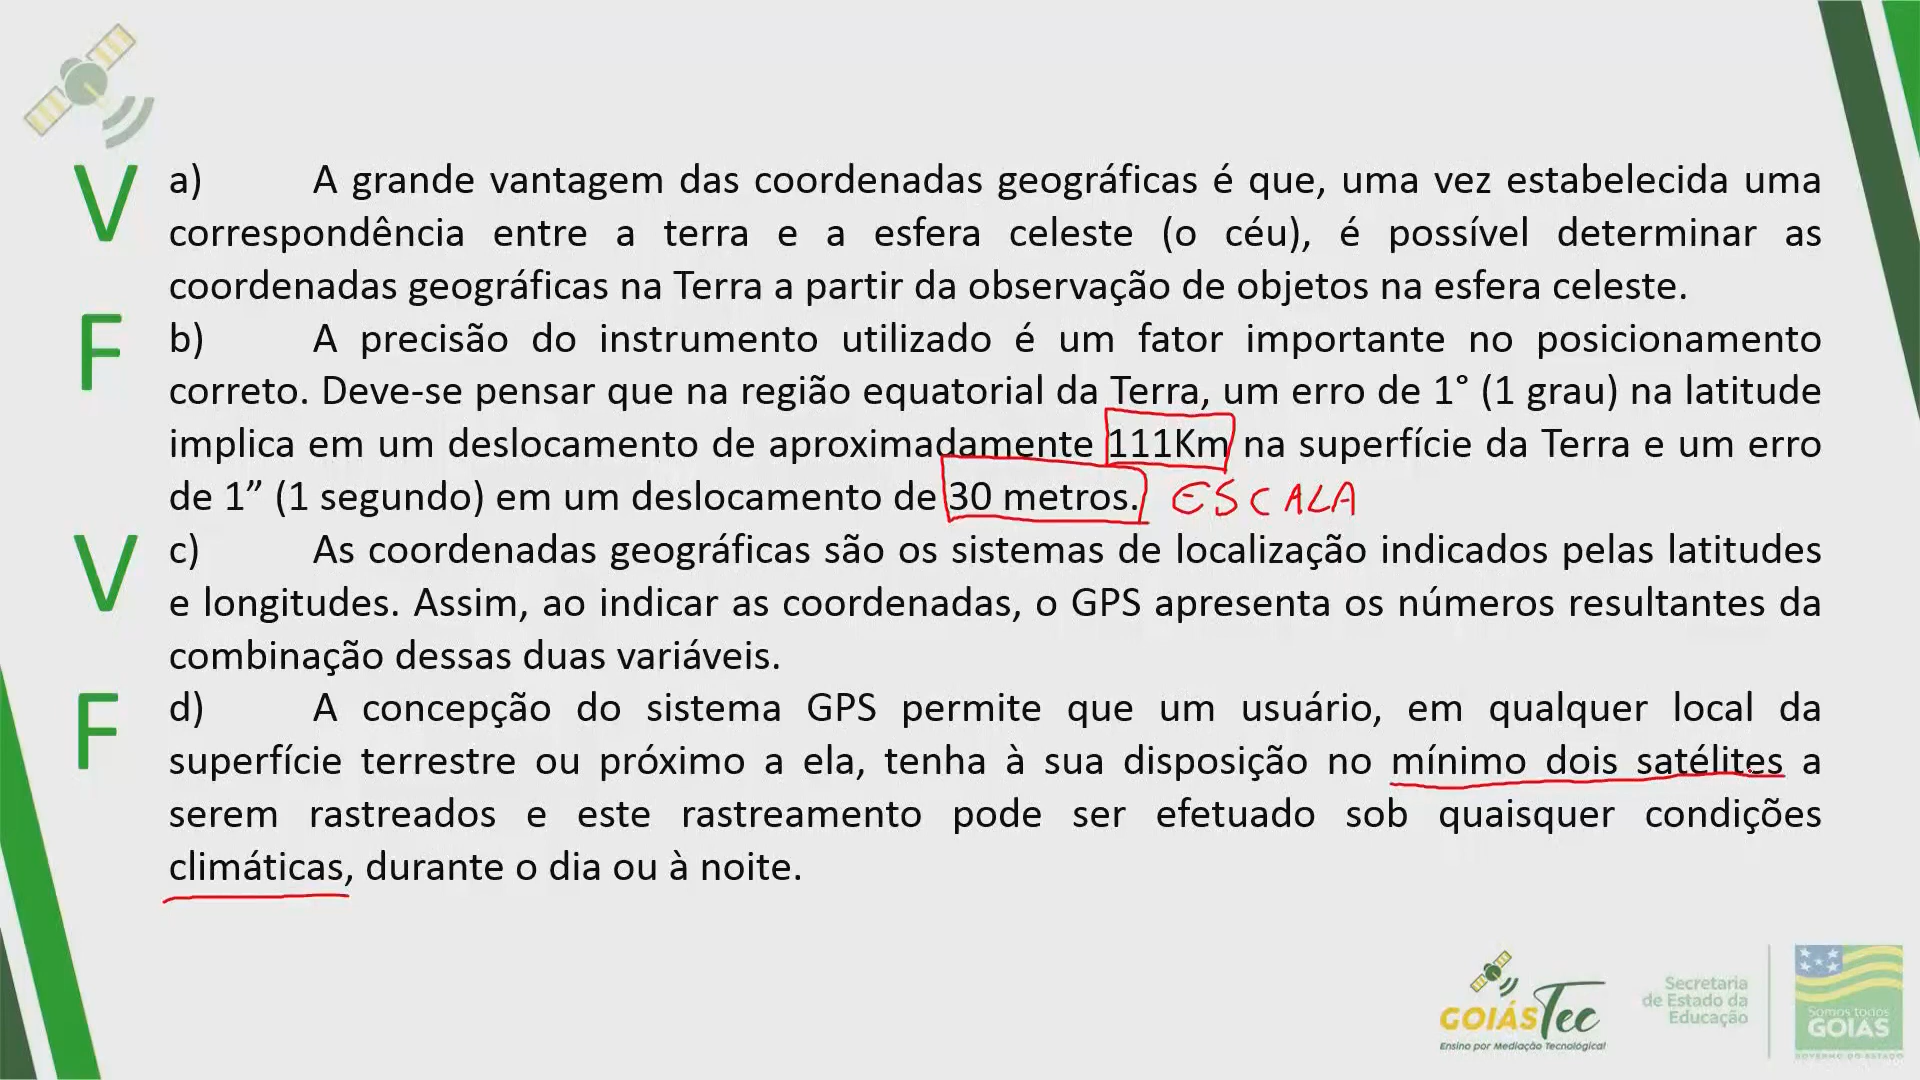 V a) A grande vantagem das coordenadas geográficas é que, uma vez estabelecida uma
correspondência entre a terra e a esfera celeste (o céu), é possível determinar as
coordenadas geográficas na Terra a partir da observação de objetos na esfera celeste.
F b) A precisão do instrumento utilizado é um fator importante no posicionamento
correto. Deve-se pensar que na região equatorial da Terra, um erro de 1° (1 grau) na latitude
implica em um deslocamento de aproximadamente 111Km na superfície da Terra e um erro
de 1” (1 segundo) em um deslocamento de 30 metros. ESCALA
V c) As coordenadas geográficas são os sistemas de localização indicados pelas latitudes
e longitudes. Assim, ao indicar as coordenadas, o GPS apresenta os números resultantes da
combinação dessas duas variáveis.
F d) A concepção do sistema GPS permite que um usuário, em qualquer local da
superfície terrestre ou próximo a ela, tenha à sua disposição no mínimo dois satélites a
serem rastreados e este rastreamento pode ser efetuado sob quaisquer condições
climáticas, durante o dia ou à noite.
GOIÁSTec
Ensino por Mediação Tecnológica!
Secretaria
de Estado da
Educação
Somos todos
GOIÁS
GOVERNO DO ESTADO